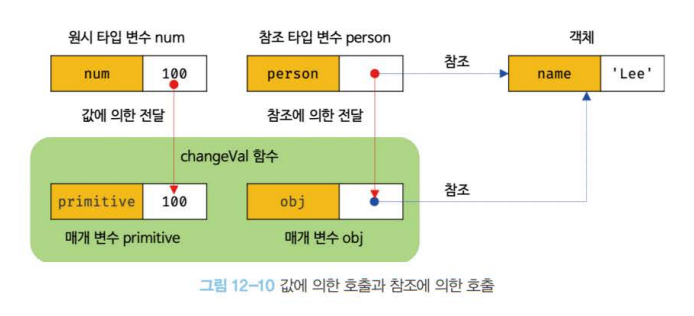 원시 타입 변수 num
참조 타입 변수 person
객체
num 100
person
참조
name 'Lee'
값에 의한 전달
참조에 의한 전달
changeVal 함수
primitive 100
obj
참조
매개 변수 primitive
매개 변수 obj
그림 12-10 값에 의한 호출과 참조에 의한 호출